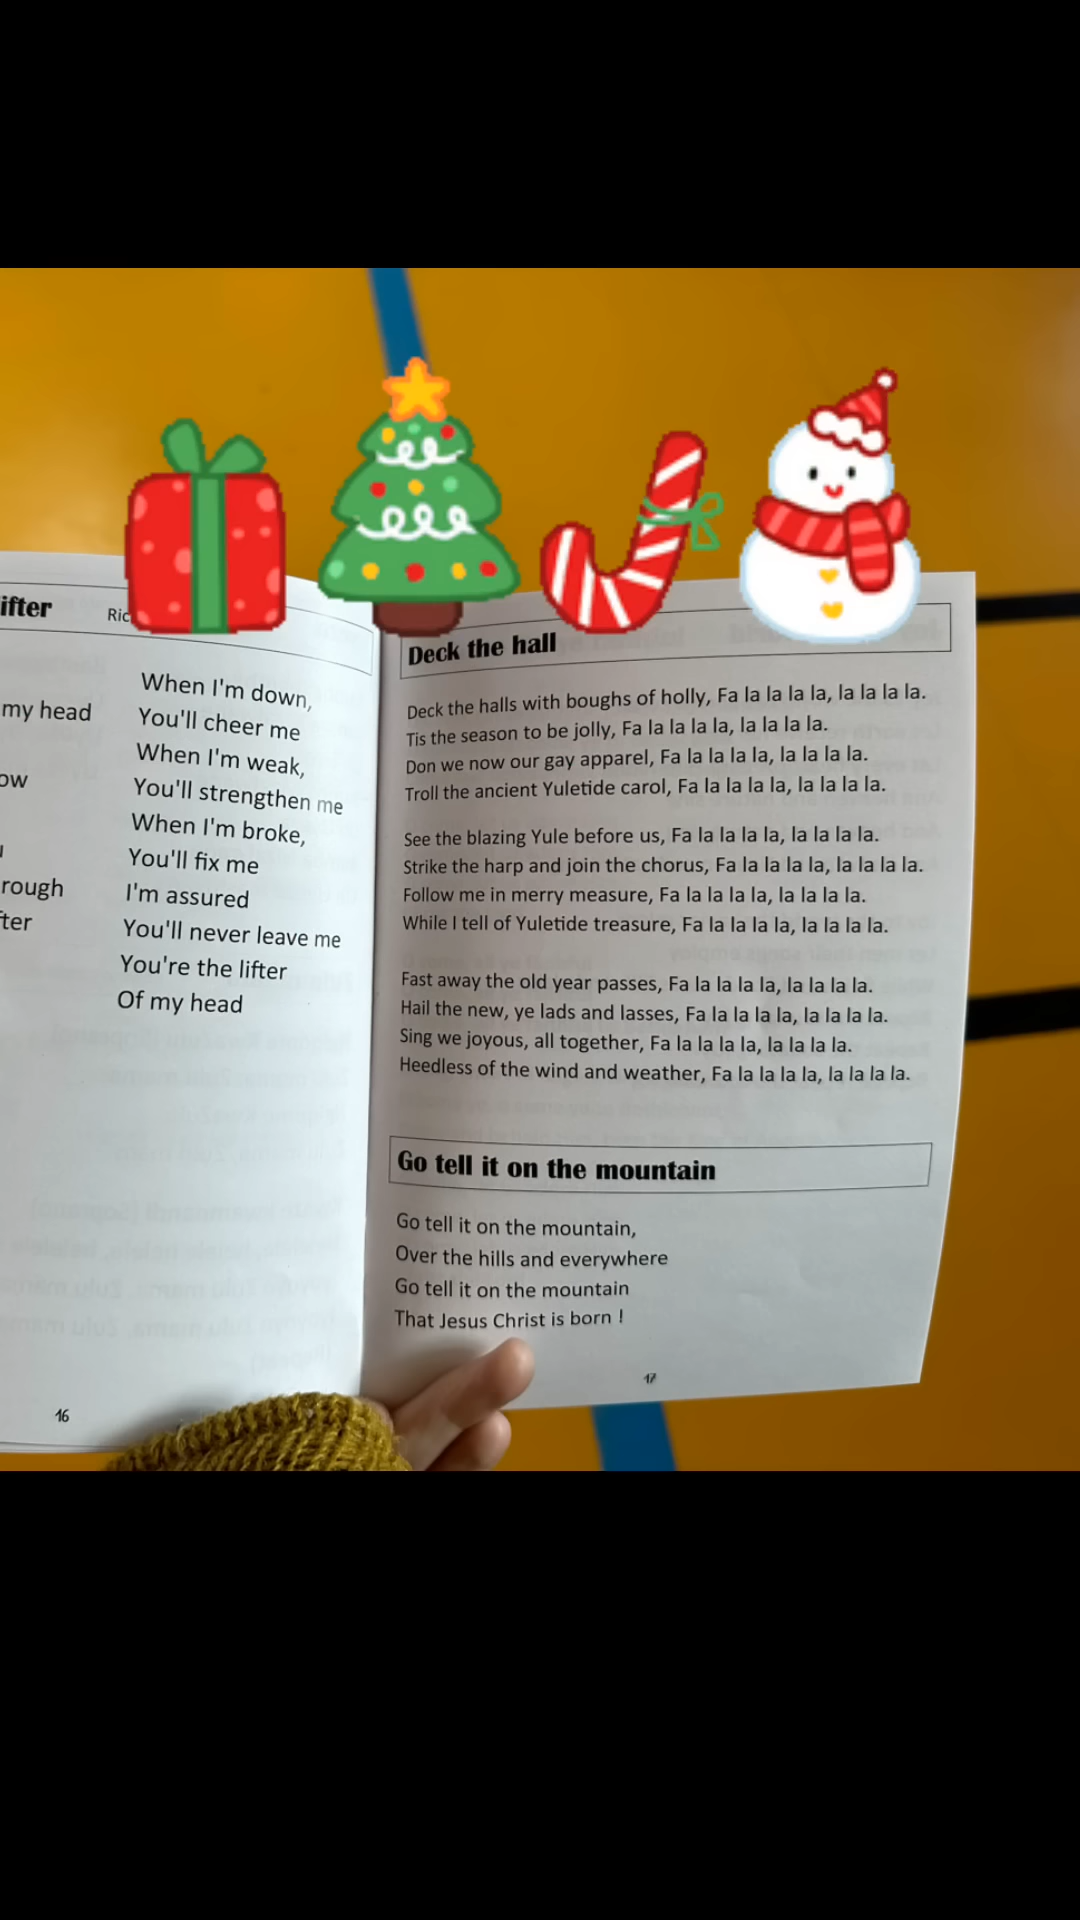 ifter
my head
ow
rough
fter
When I'm down,
You'll cheer me
When I'm weak,
You'll strengthen me
When I'm broke,
You'll fix me
I'm assured
You'll never leave me
You're the lifter
Of my head
16
Deck the hall
Deck the halls with boughs of holly, Fa la la la la, la la la la.
Tis the season to be jolly, Fa la la la la, la la la la.
Don we now our gay apparel, Fa la la la la, la la la la.
Troll the ancient Yuletide carol, Fa la la la la, la la la la.
See the blazing Yule before us, Fa la la la la, la la la la.
Strike the harp and join the chorus, Fa la la la la, la la la la.
Follow me in merry measure, Fa la la la la, la la la la.
While I tell of Yuletide treasure, Fa la la la la, la la la la.
Fast away the old year passes, Fa la la la la, la la la la.
Hail the new, ye lads and lasses, Fa la la la la, la la la la.
Sing we joyous, all together, Fa la la la la, la la la la.
Heedless of the wind and weather, Fa la la la la, la la la la.
Go tell it on the mountain
Go tell it on the mountain,
Over the hills and everywhere
Go tell it on the mountain
That Jesus Christ is born !
17